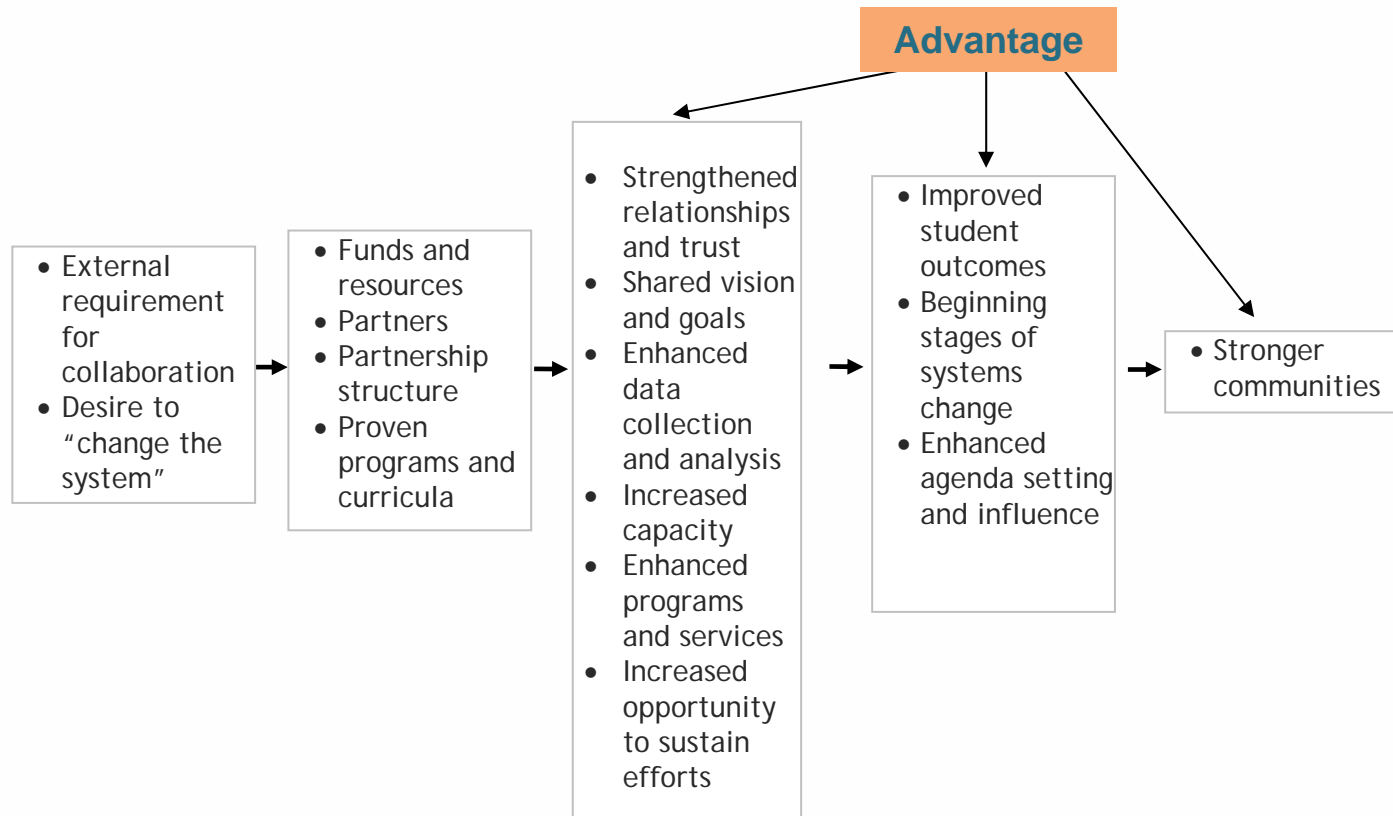 Advantage
• External
requirement
for
collaboration
• Desire to
“change the
system”
• Funds and
resources
• Partners
• Partnership
structure
• Proven
programs and
curricula
• Strengthened
relationships
and trust
• Shared vision
and goals
• Enhanced
data
collection
and analysis
• Increased
capacity
• Enhanced
programs
and services
• Increased
opportunity
to sustain
efforts
• Improved
student
outcomes
• Beginning
stages of
systems
change
• Enhanced
agenda setting
and influence
• Stronger
communities